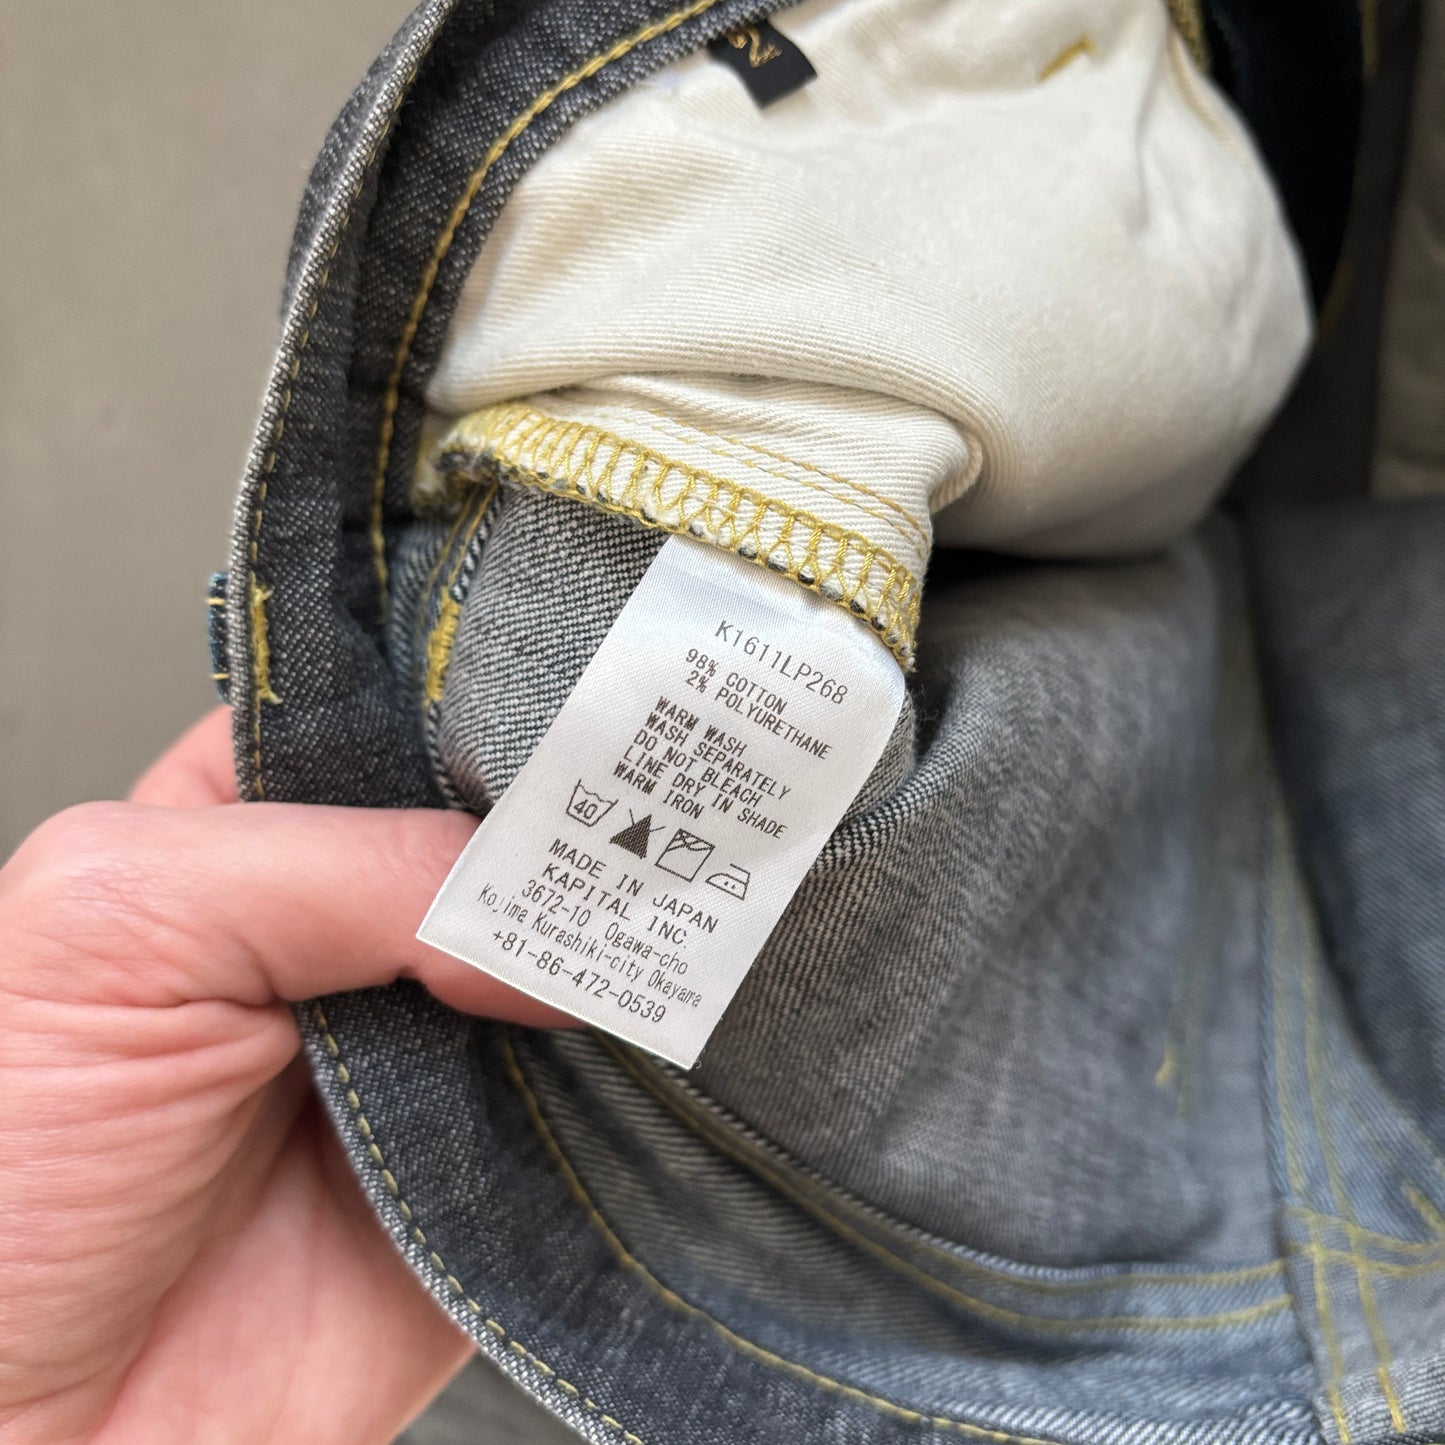 K1611LP268
98% COTTON
2% POLYURETHANE
WARM WASH
WASH SEPARATELY
DO NOT BLEACH
LINE DRY IN SHADE
WARM IRON
40
MADE IN JAPAN
KAPITAL INC.
3672-10 Ogawa-cho
Kojima Kurashiki-city Okayama
+81-86-472-0539